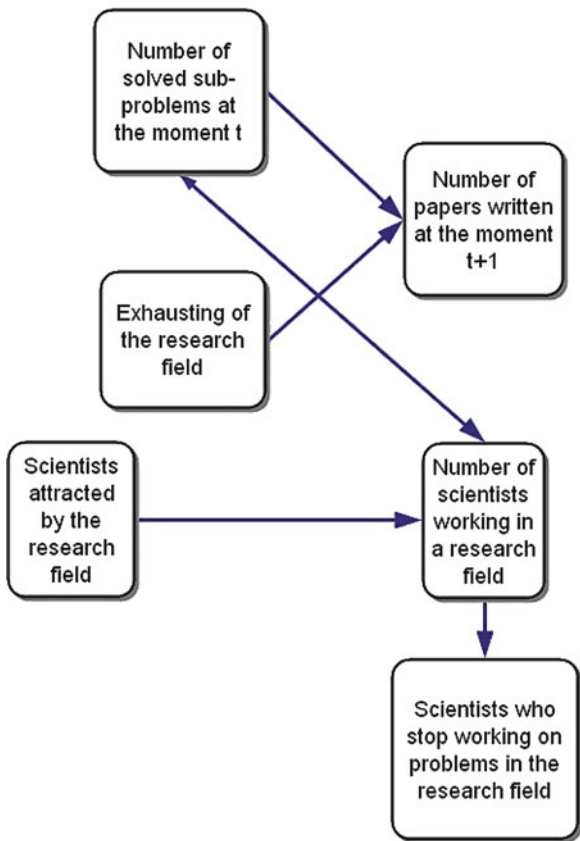 Number of
solved sub-
problems at
the moment t
Number of
papers written
at the moment
t+1
Exhausting of
the research
field
Scientists
attracted
by the
research
field
Number of
scientists
working in
a research
field
Scientists who
stop working on
problems in the
research field